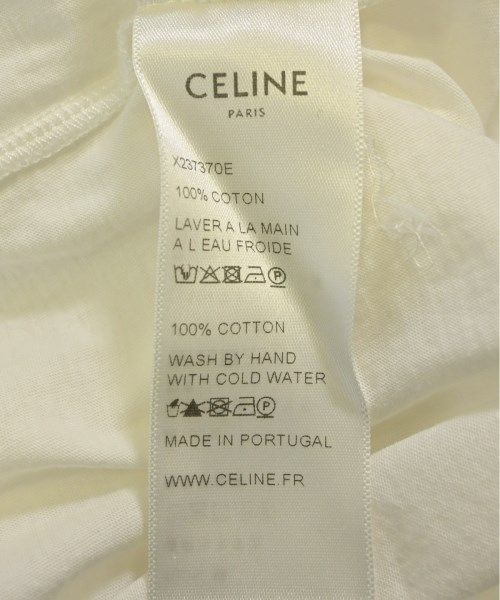 CELINE
PARIS
X237370E
100% COTON
LAVER A LA MAIN
A L EAU FROIDE
P
100% COTTON
WASH BY HAND
WITH COLD WATER
P
MADE IN PORTUGAL
WWW.CELINE.FR